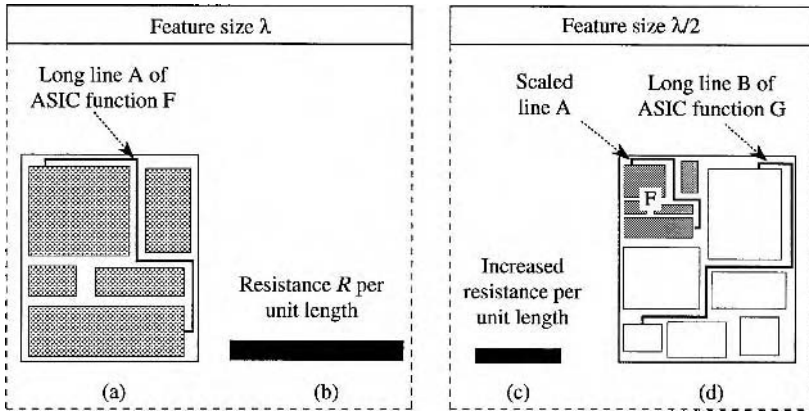 Feature size λ
Long line A of
ASIC function F
Resistance R per
unit length
(a)
(b)
Feature size λ/2
Scaled
line A
Long line B of
ASIC function G
F
Increased
resistance per
unit length
(c)
(d)